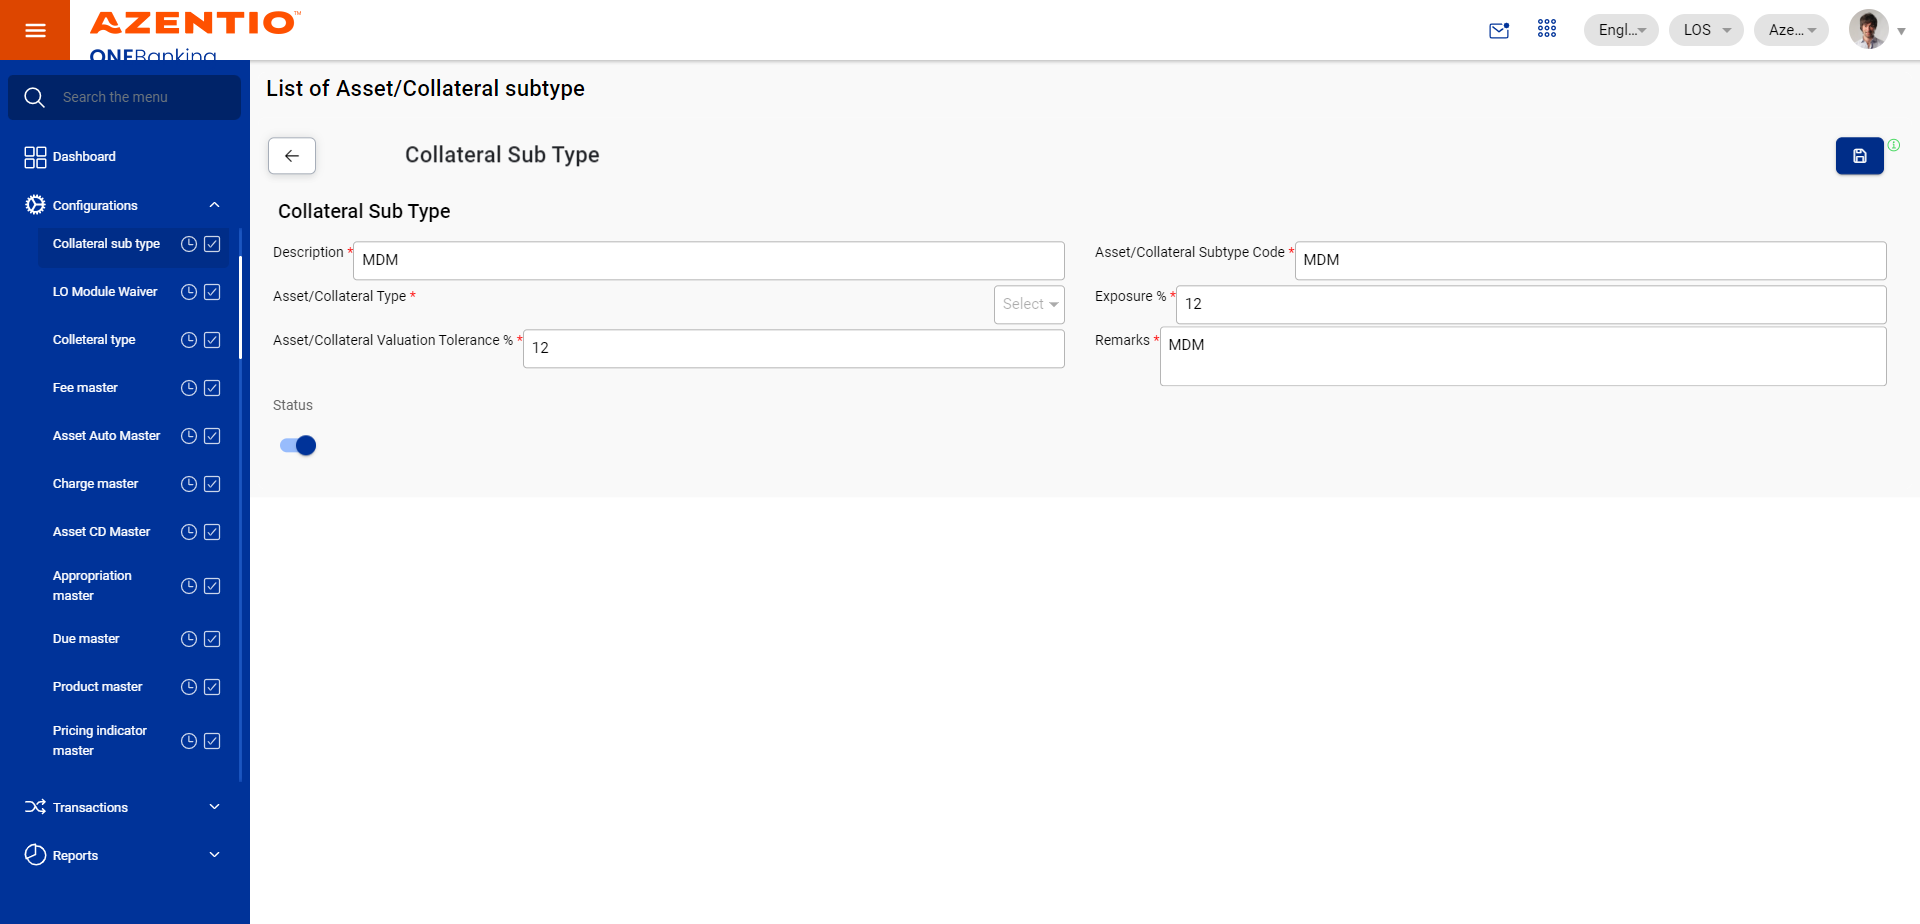 AZENTIO™
ONEBanking
Engl...
LOS
Aze...
Search the menu
Dashboard
Configurations
Collateral sub type
LO Module Waiver
Colleteral type
Fee master
Asset Auto Master
Charge master
Asset CD Master
Appropriation
master
Due master
Product master
Pricing indicator
master
Transactions
Reports
List of Asset/Collateral subtype
Collateral Sub Type
Collateral Sub Type
Description * MDM
Asset/Collateral Subtype Code * MDM
Asset/Collateral Type * Select
Exposure % * 12
Asset/Collateral Valuation Tolerance % * 12
Remarks * MDM
Status